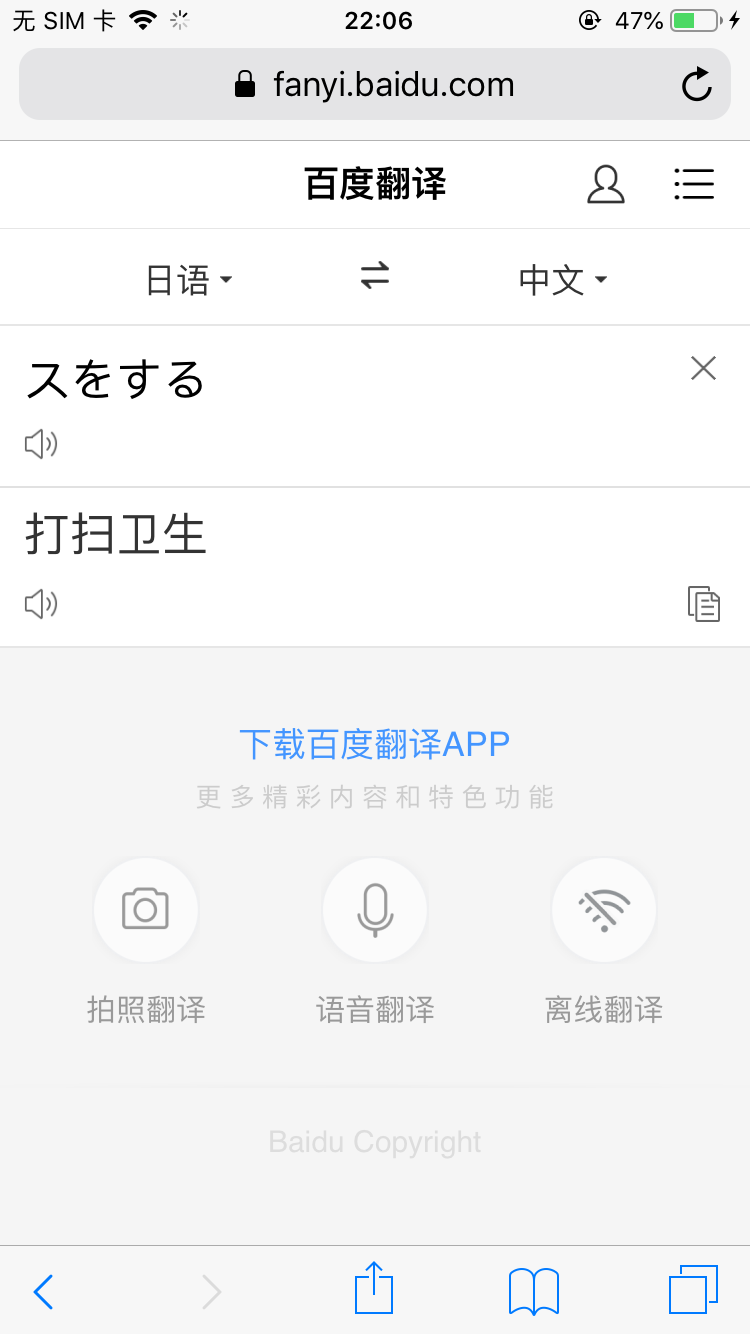 无 SIM 卡 22:06 47%
fanyi.baidu.com
百度翻译
日语 中文
スをする
打扫卫生
下载百度翻译APP
更多精彩内容和特色功能
拍照翻译 语音翻译 离线翻译
Baidu Copyright